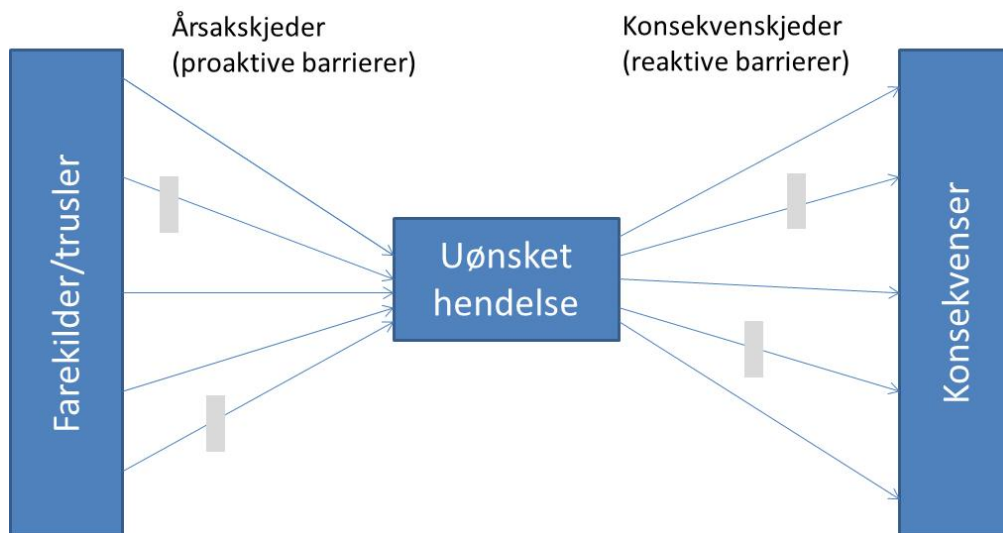 Årsakskjeder
(proaktive barrierer)
Konsekvenskjeder
(reaktive barrierer)
Farekilder/trusler
Uønsket
hendelse
Konsekvenser